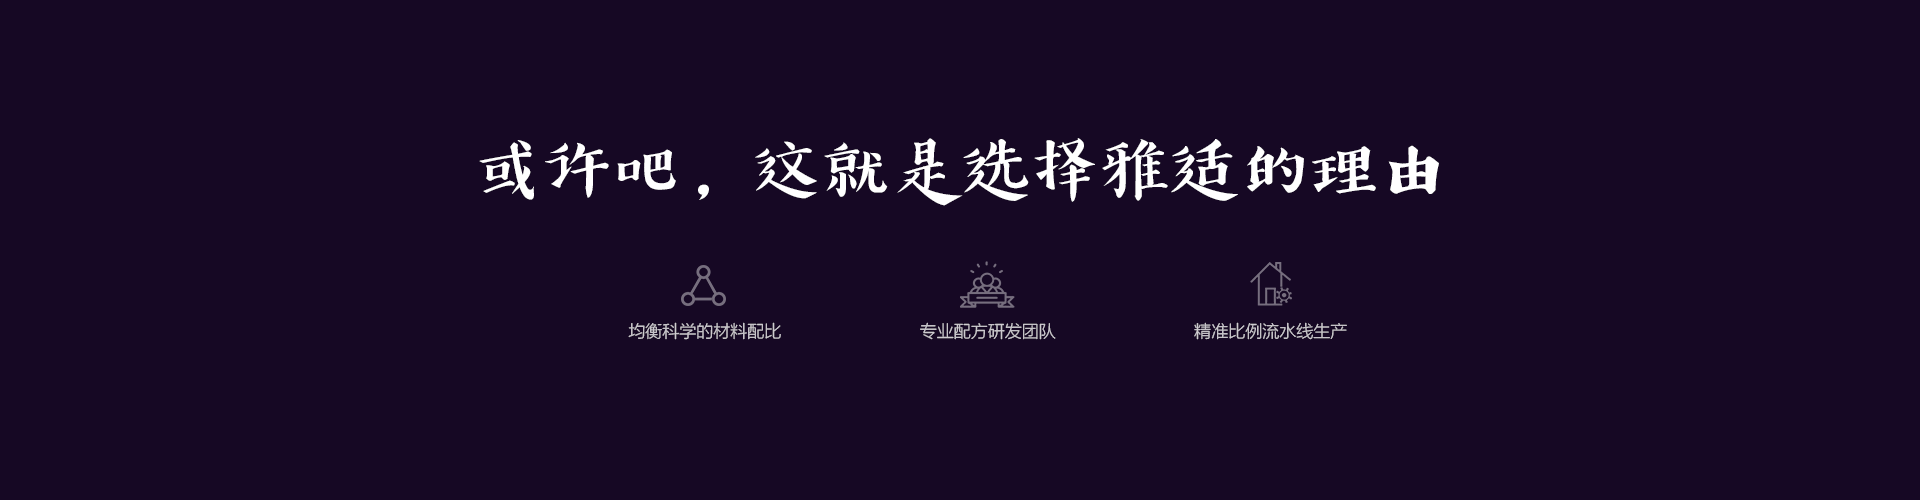 或许吧，这就是选择雅适的理由
均衡科学的材料配比
专业配方研发团队
精准比例流水线生产